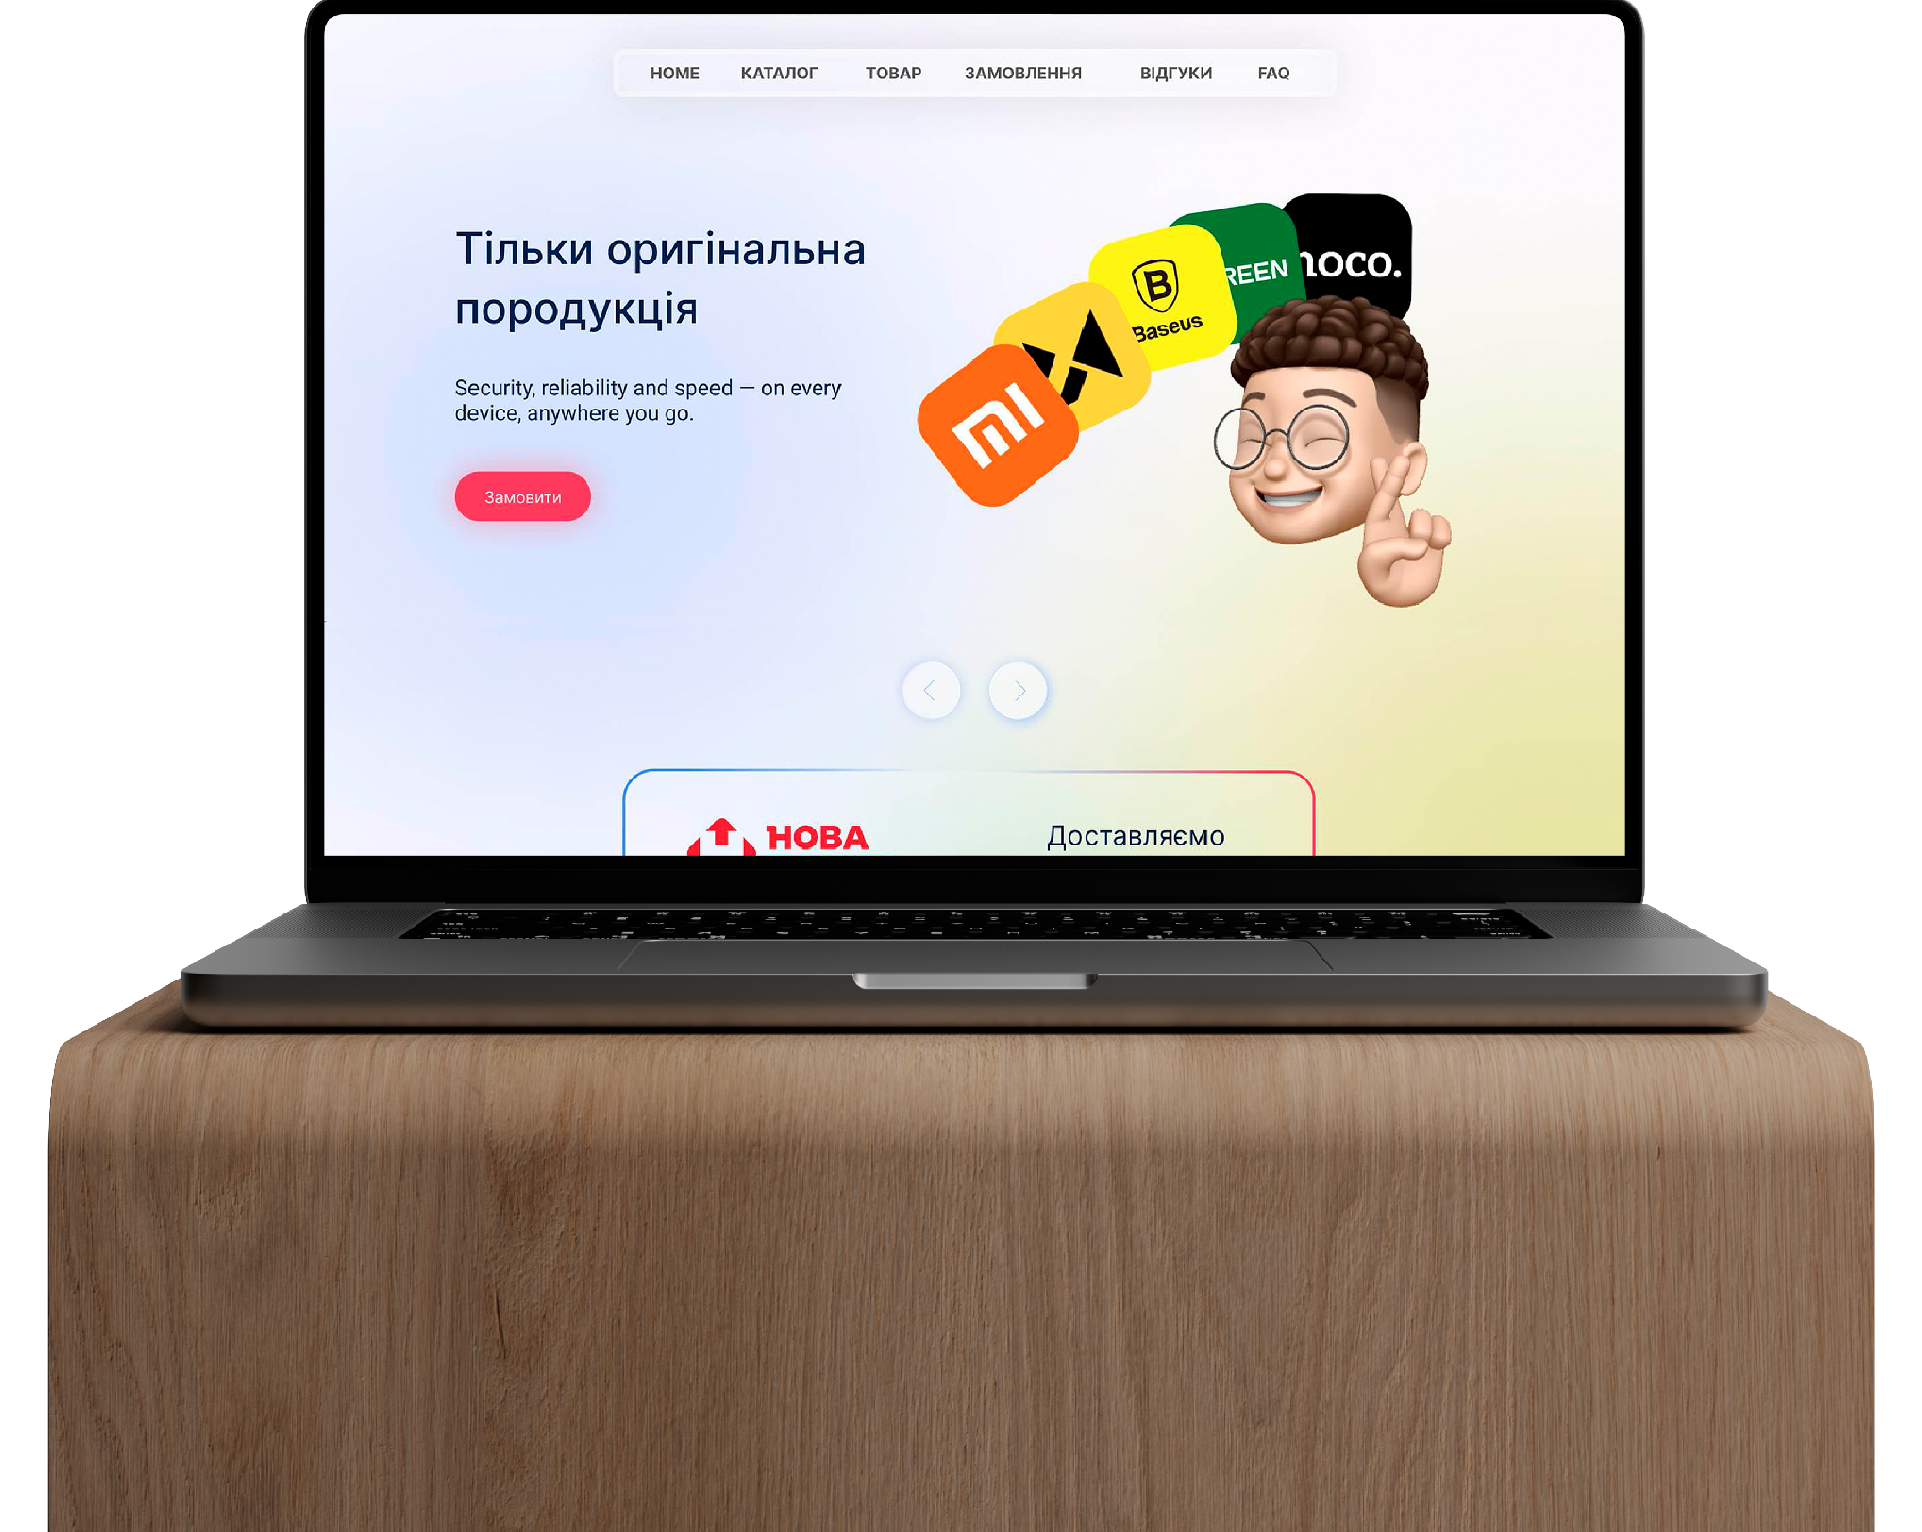 HOME КАТАЛОГ ТОВАР ЗАМОВЛЕННЯ ВІДГУКИ FAQ
Тільки оригінальна
породукція
Security, reliability and speed — on every
device, anywhere you go.
Замовити
mi
Baseus
REEN
hoco.
НОВА
Доставляємо